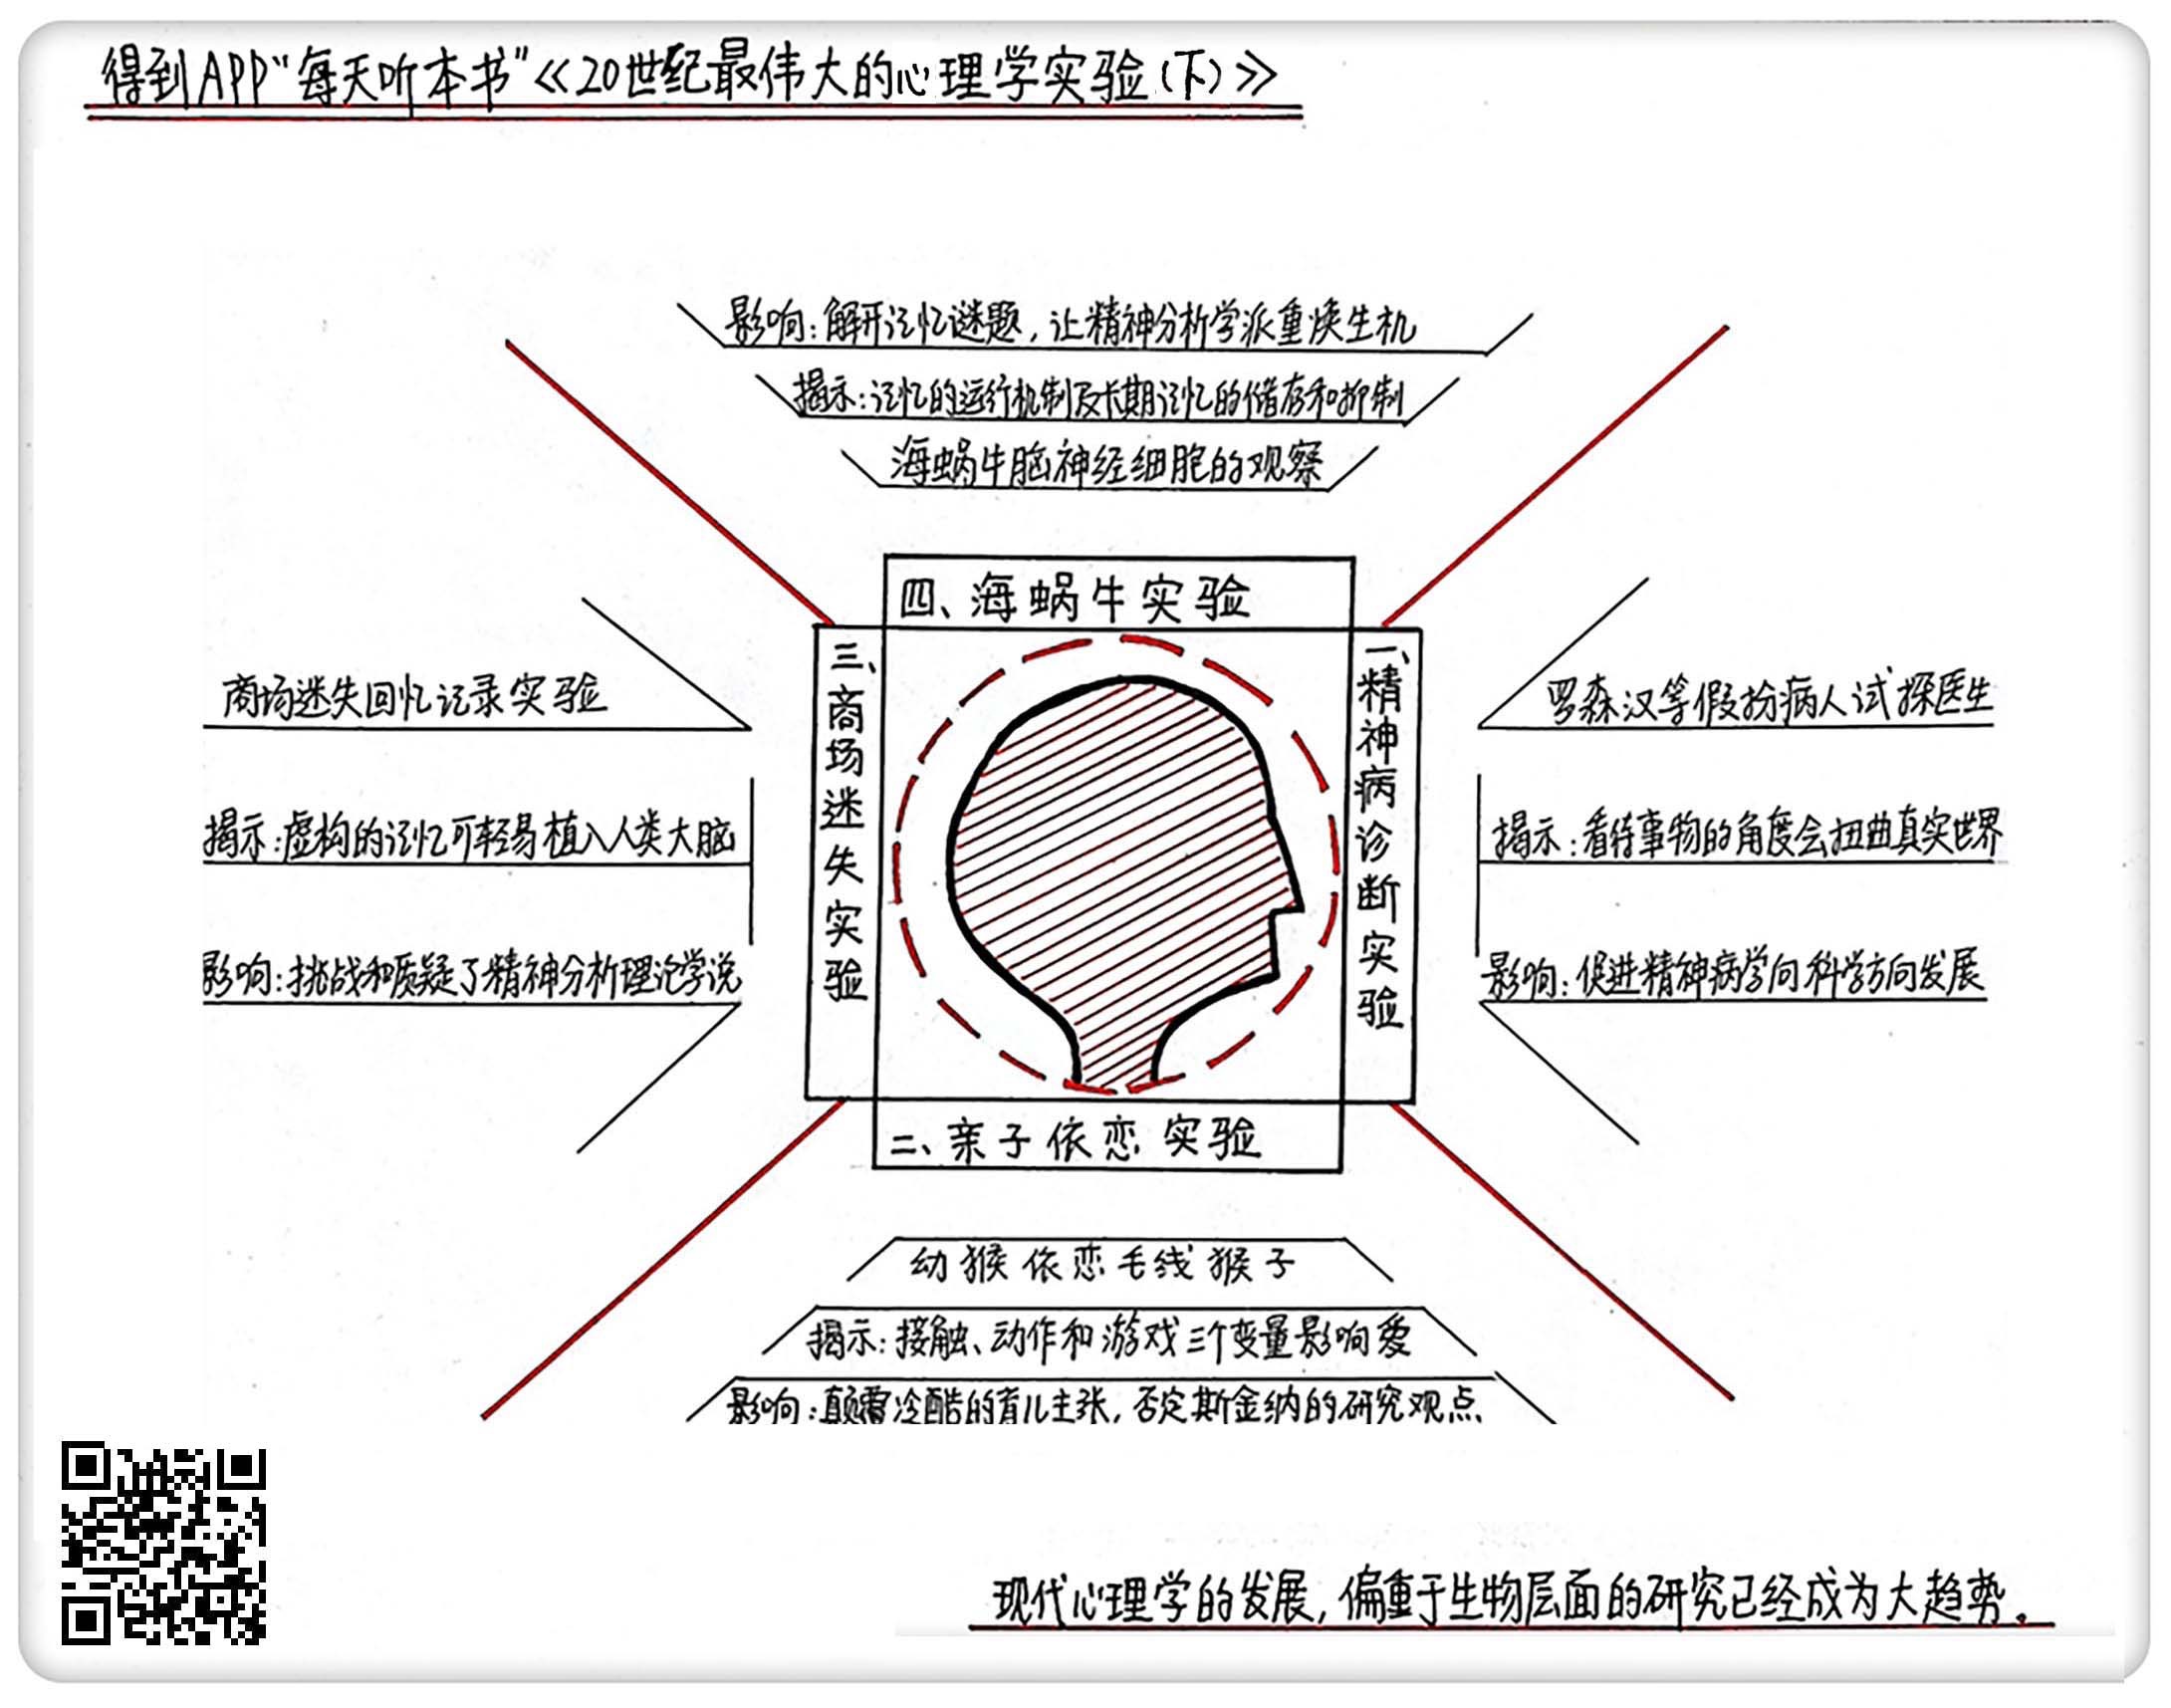 得到APP“每天听本书”《20世纪最伟大的心理学实验(下)》
影响:解开记忆谜题,让精神分析学派重焕生机
揭示:记忆的运行机制及长期记忆的储存和抑制
海蜗牛脑神经细胞的观察
四、海蜗牛实验
三、商场迷失实验
商场迷失回忆记录实验
揭示:虚构的记忆可轻易植入人类大脑
影响:挑战和质疑了精神分析理论学说
一、精神病诊断实验
罗森汉等假扮病人试探医生
揭示:看待事物的角度会扭曲真实世界
影响:促进精神病学向科学方向发展
二、亲子依恋实验
幼猴依恋毛线猴子
揭示:接触、动作和游戏三个变量影响爱
影响:颠覆冷酷的育儿主张,否定斯金纳的研究观点
现代心理学的发展,偏重于生物层面的研究已经成为大趋势。